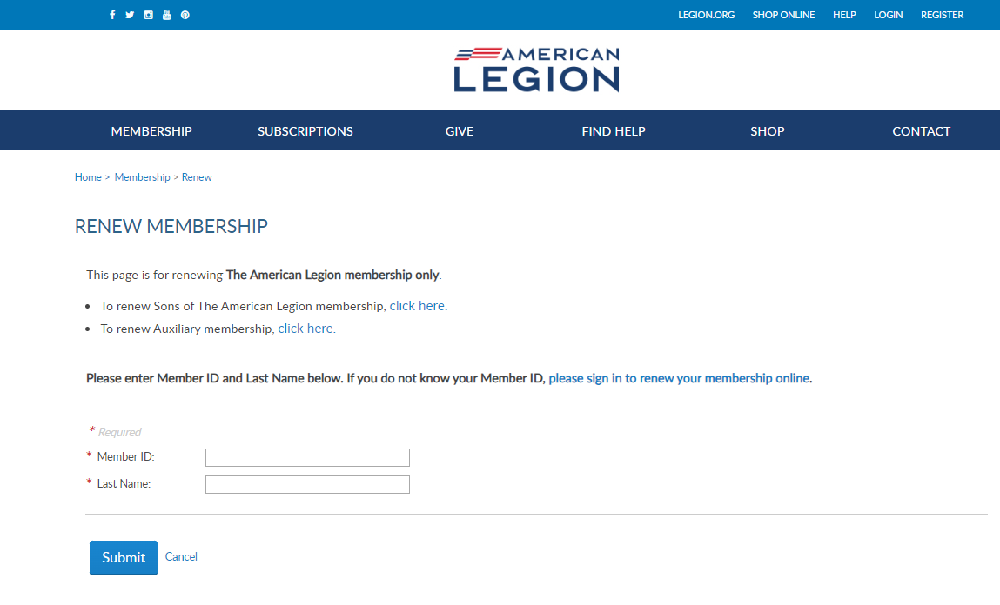 LEGION.ORG SHOP ONLINE HELP LOGIN REGISTER
AMERICAN
LEGION
MEMBERSHIP SUBSCRIPTIONS GIVE FIND HELP SHOP CONTACT
Home > Membership > Renew
RENEW MEMBERSHIP
This page is for renewing The American Legion membership only.
• To renew Sons of The American Legion membership, click here.
• To renew Auxiliary membership, click here.
Please enter Member ID and Last Name below. If you do not know your Member ID, please sign in to renew your membership online.
* Required
* Member ID:
* Last Name:
Submit Cancel